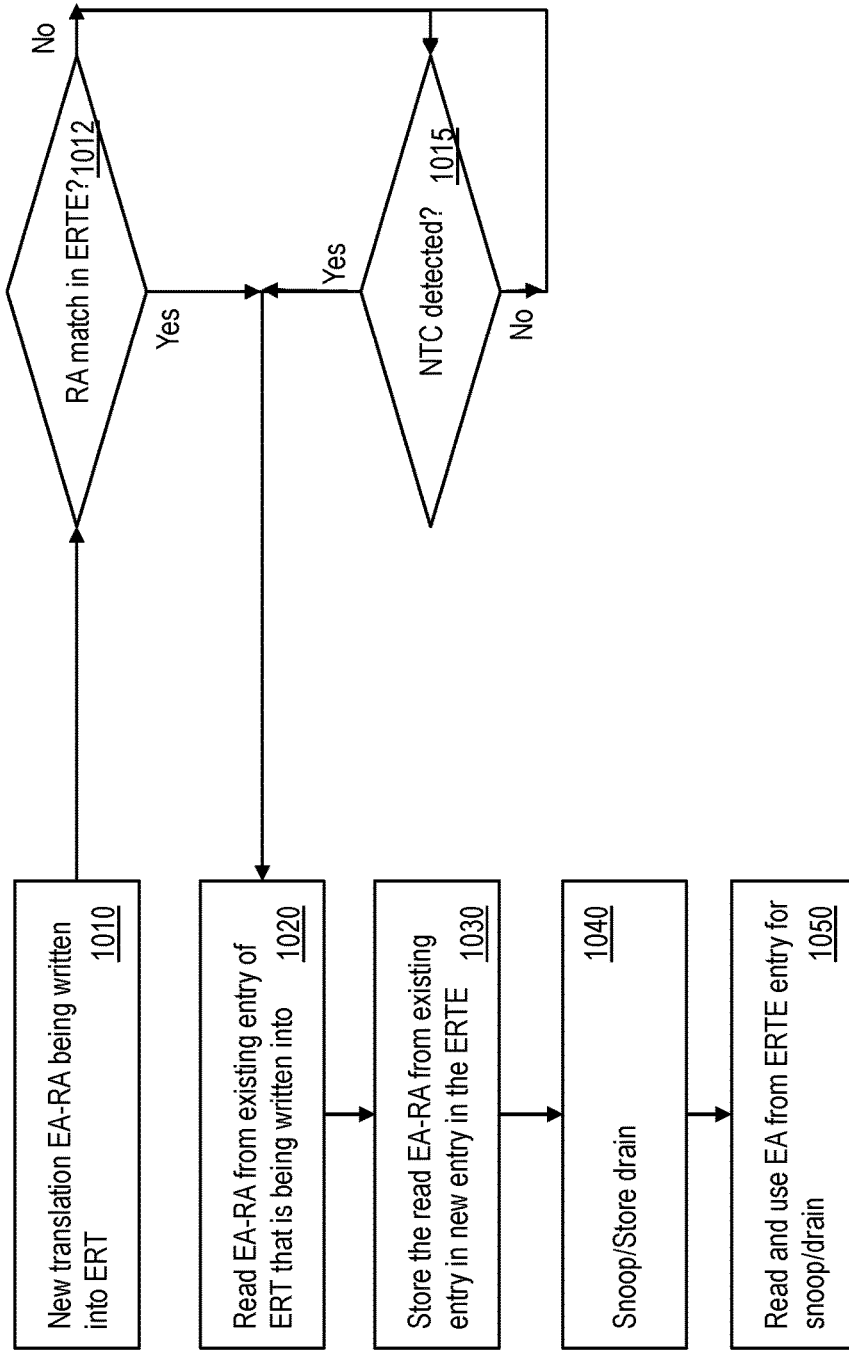 New translation EA-RA being written
into ERT
1010
RA match in ERTE?
1012
No
Yes
NTC detected?
1015
Yes
No
Read EA-RA from existing entry of
ERT that is being written into
1020
Store the read EA-RA from existing
entry in new entry in the ERTE
1030
Snoop/Store drain
1040
Read and use EA from ERTE entry for
snoop/drain
1050